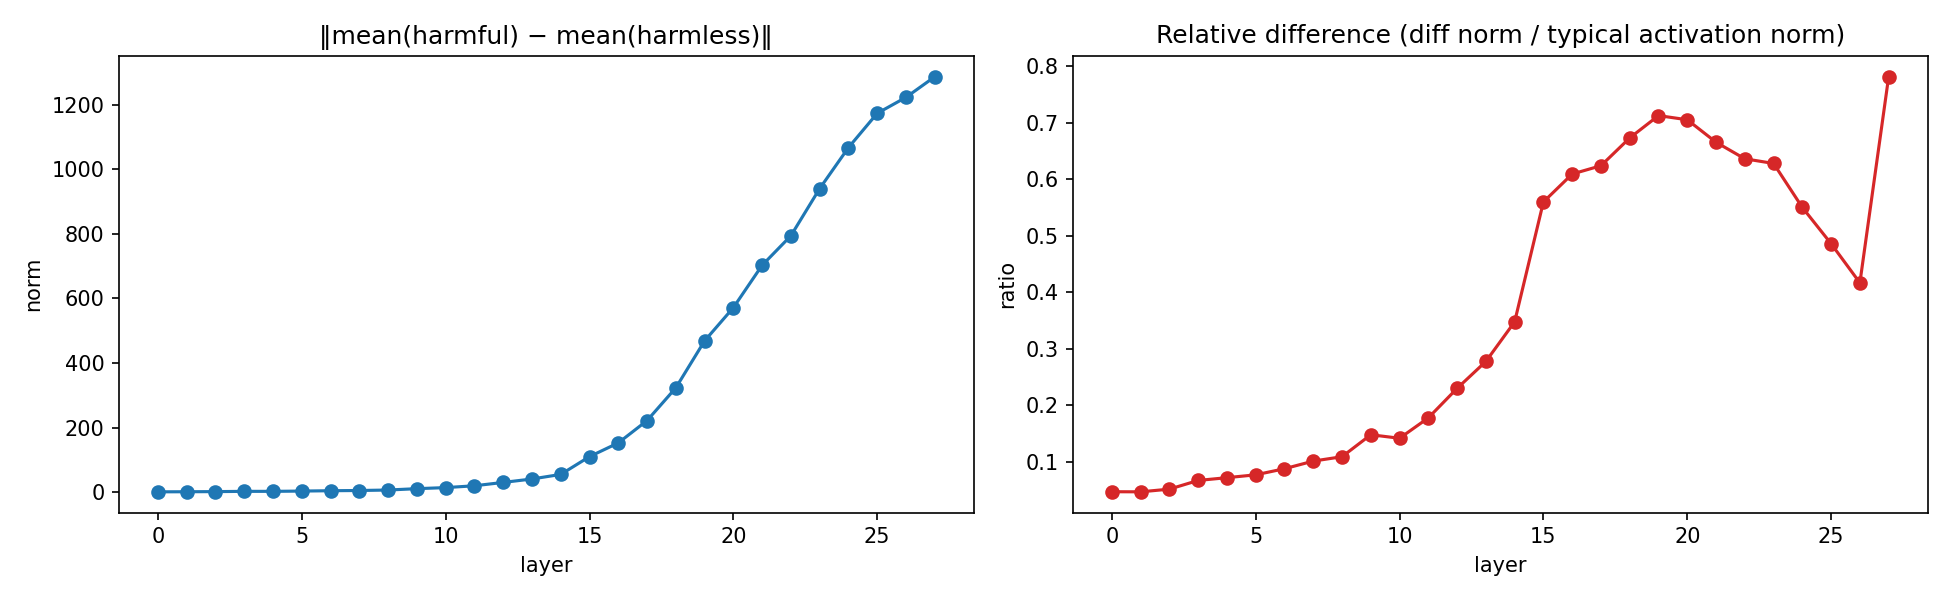 ‖mean(harmful) − mean(harmless)‖
1200
1000
800
600
400
200
0
norm
0 5 10 15 20 25
layer
Relative difference (diff norm / typical activation norm)
0.8
0.7
0.6
0.5
0.4
0.3
0.2
0.1
ratio
0 5 10 15 20 25
layer